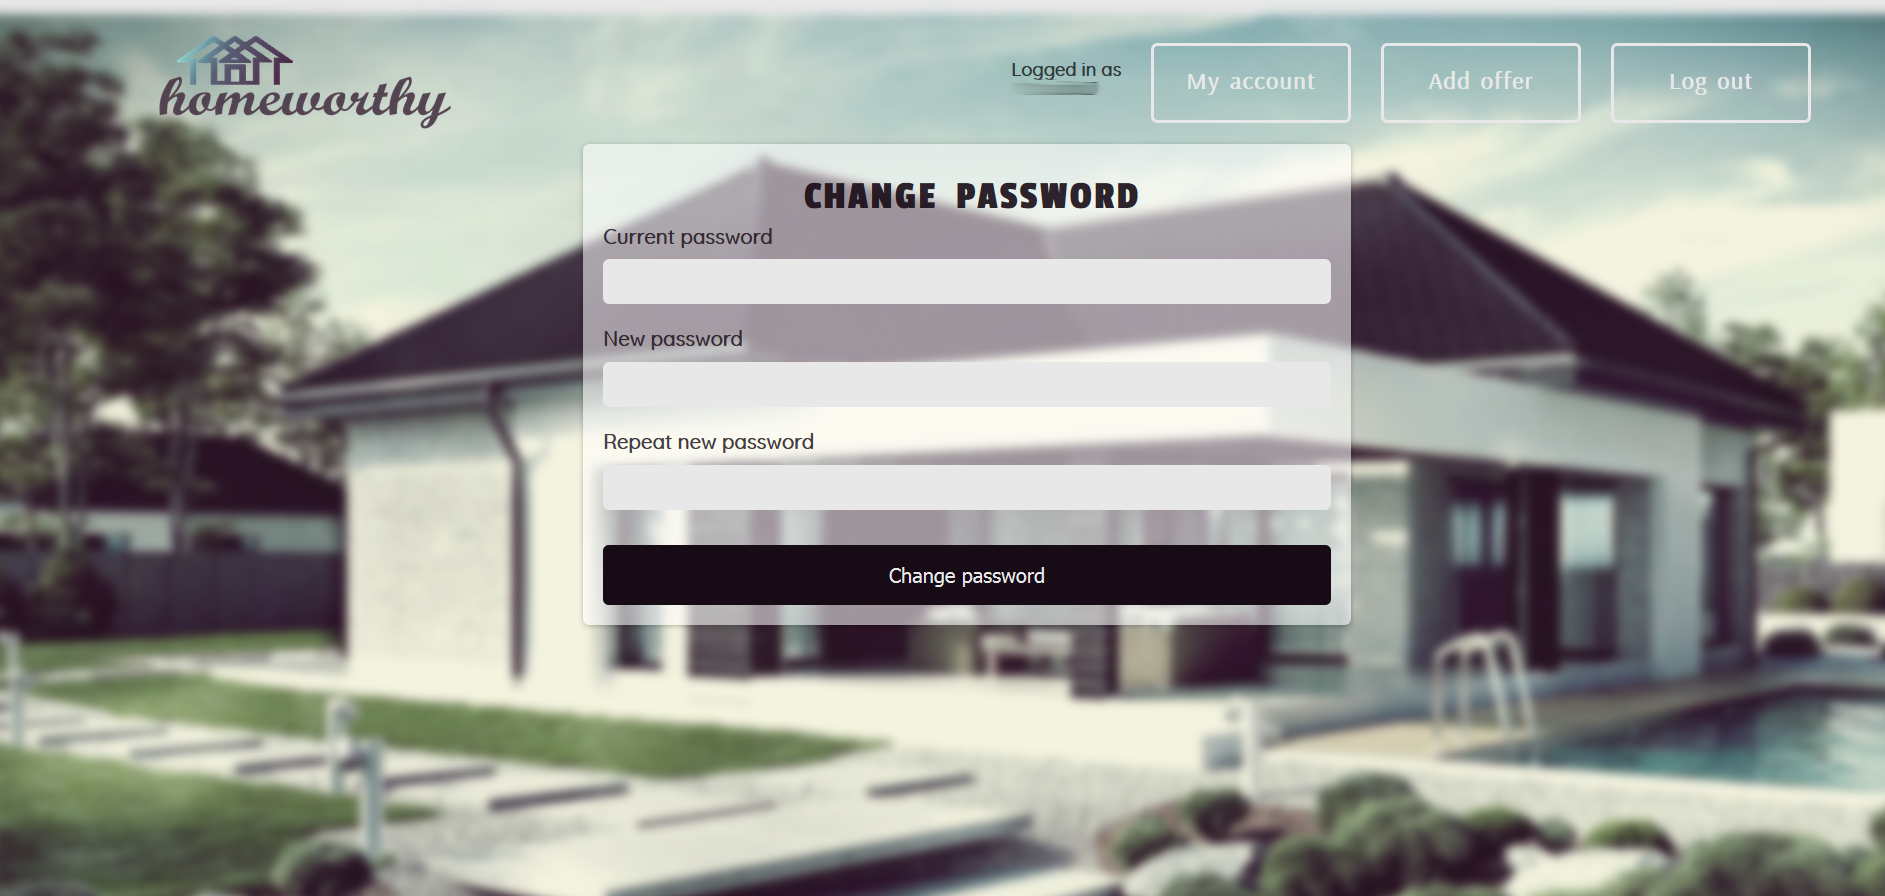 homeworthy
Logged in as
My account
Add offer
Log out
CHANGE PASSWORD
Current password
New password
Repeat new password
Change password